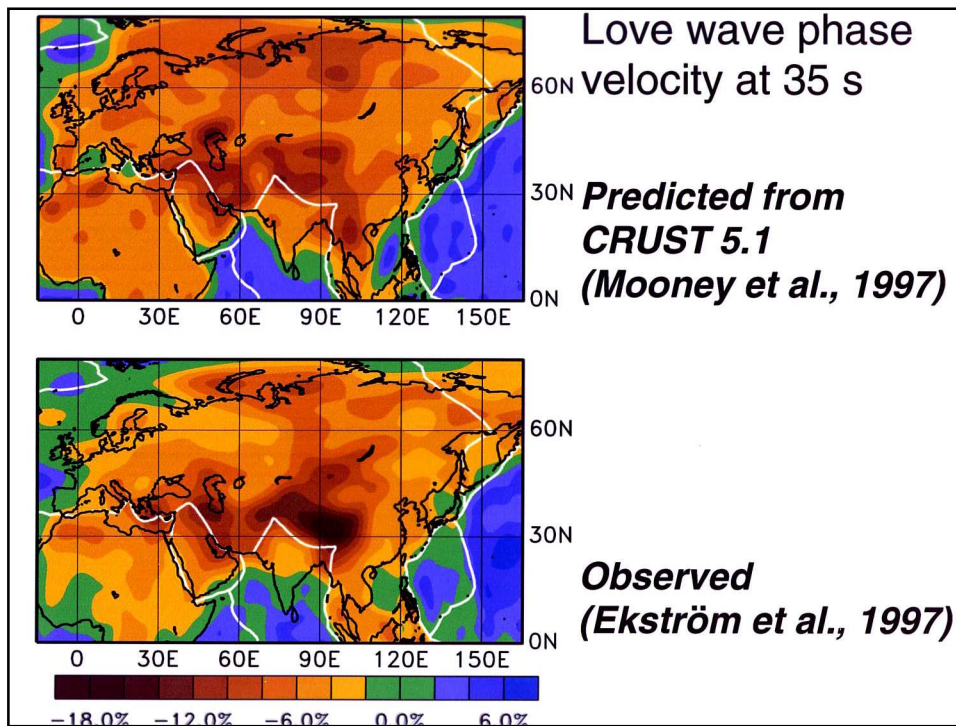 Love wave phase
velocity at 35 s
60N
30N
0N
0 30E 60E 90E 120E 150E
Predicted from
CRUST 5.1
(Mooney et al., 1997)
60N
30N
0N
0 30E 60E 90E 120E 150E
Observed
(Ekström et al., 1997)
-18.0% -12.0% -6.0% 0.0% 6.0%